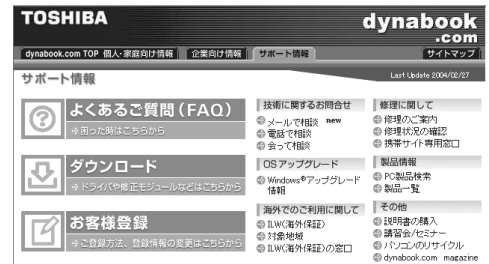 TOSHIBA
dynabook
.com
dynabook.com TOP 個人・家庭向け情報 企業向け情報 サポート情報 サイトマップ
サポート情報
Last Update 2004/02/27
よくあるご質問(FAQ)
困った時はこちらから
ダウンロード
ドライバや修正モジュールなどはこちらから
お客様登録
ご登録方法、登録情報の変更はこちらから
技術に関するお問合せ
メールで相談 new
電話で相談
会って相談
OSアップグレード
Windows®アップグレード
情報
海外でのご利用に関して
ILW(海外保証)
対象地域
ILW(海外保証)の窓口
修理に関して
修理のご案内
修理状況の確認
携帯サイト専用窓口
製品情報
PC製品検索
製品一覧
その他
説明書の購入
講習会/セミナー
パソコンのリサイクル
dynabook.com magazine